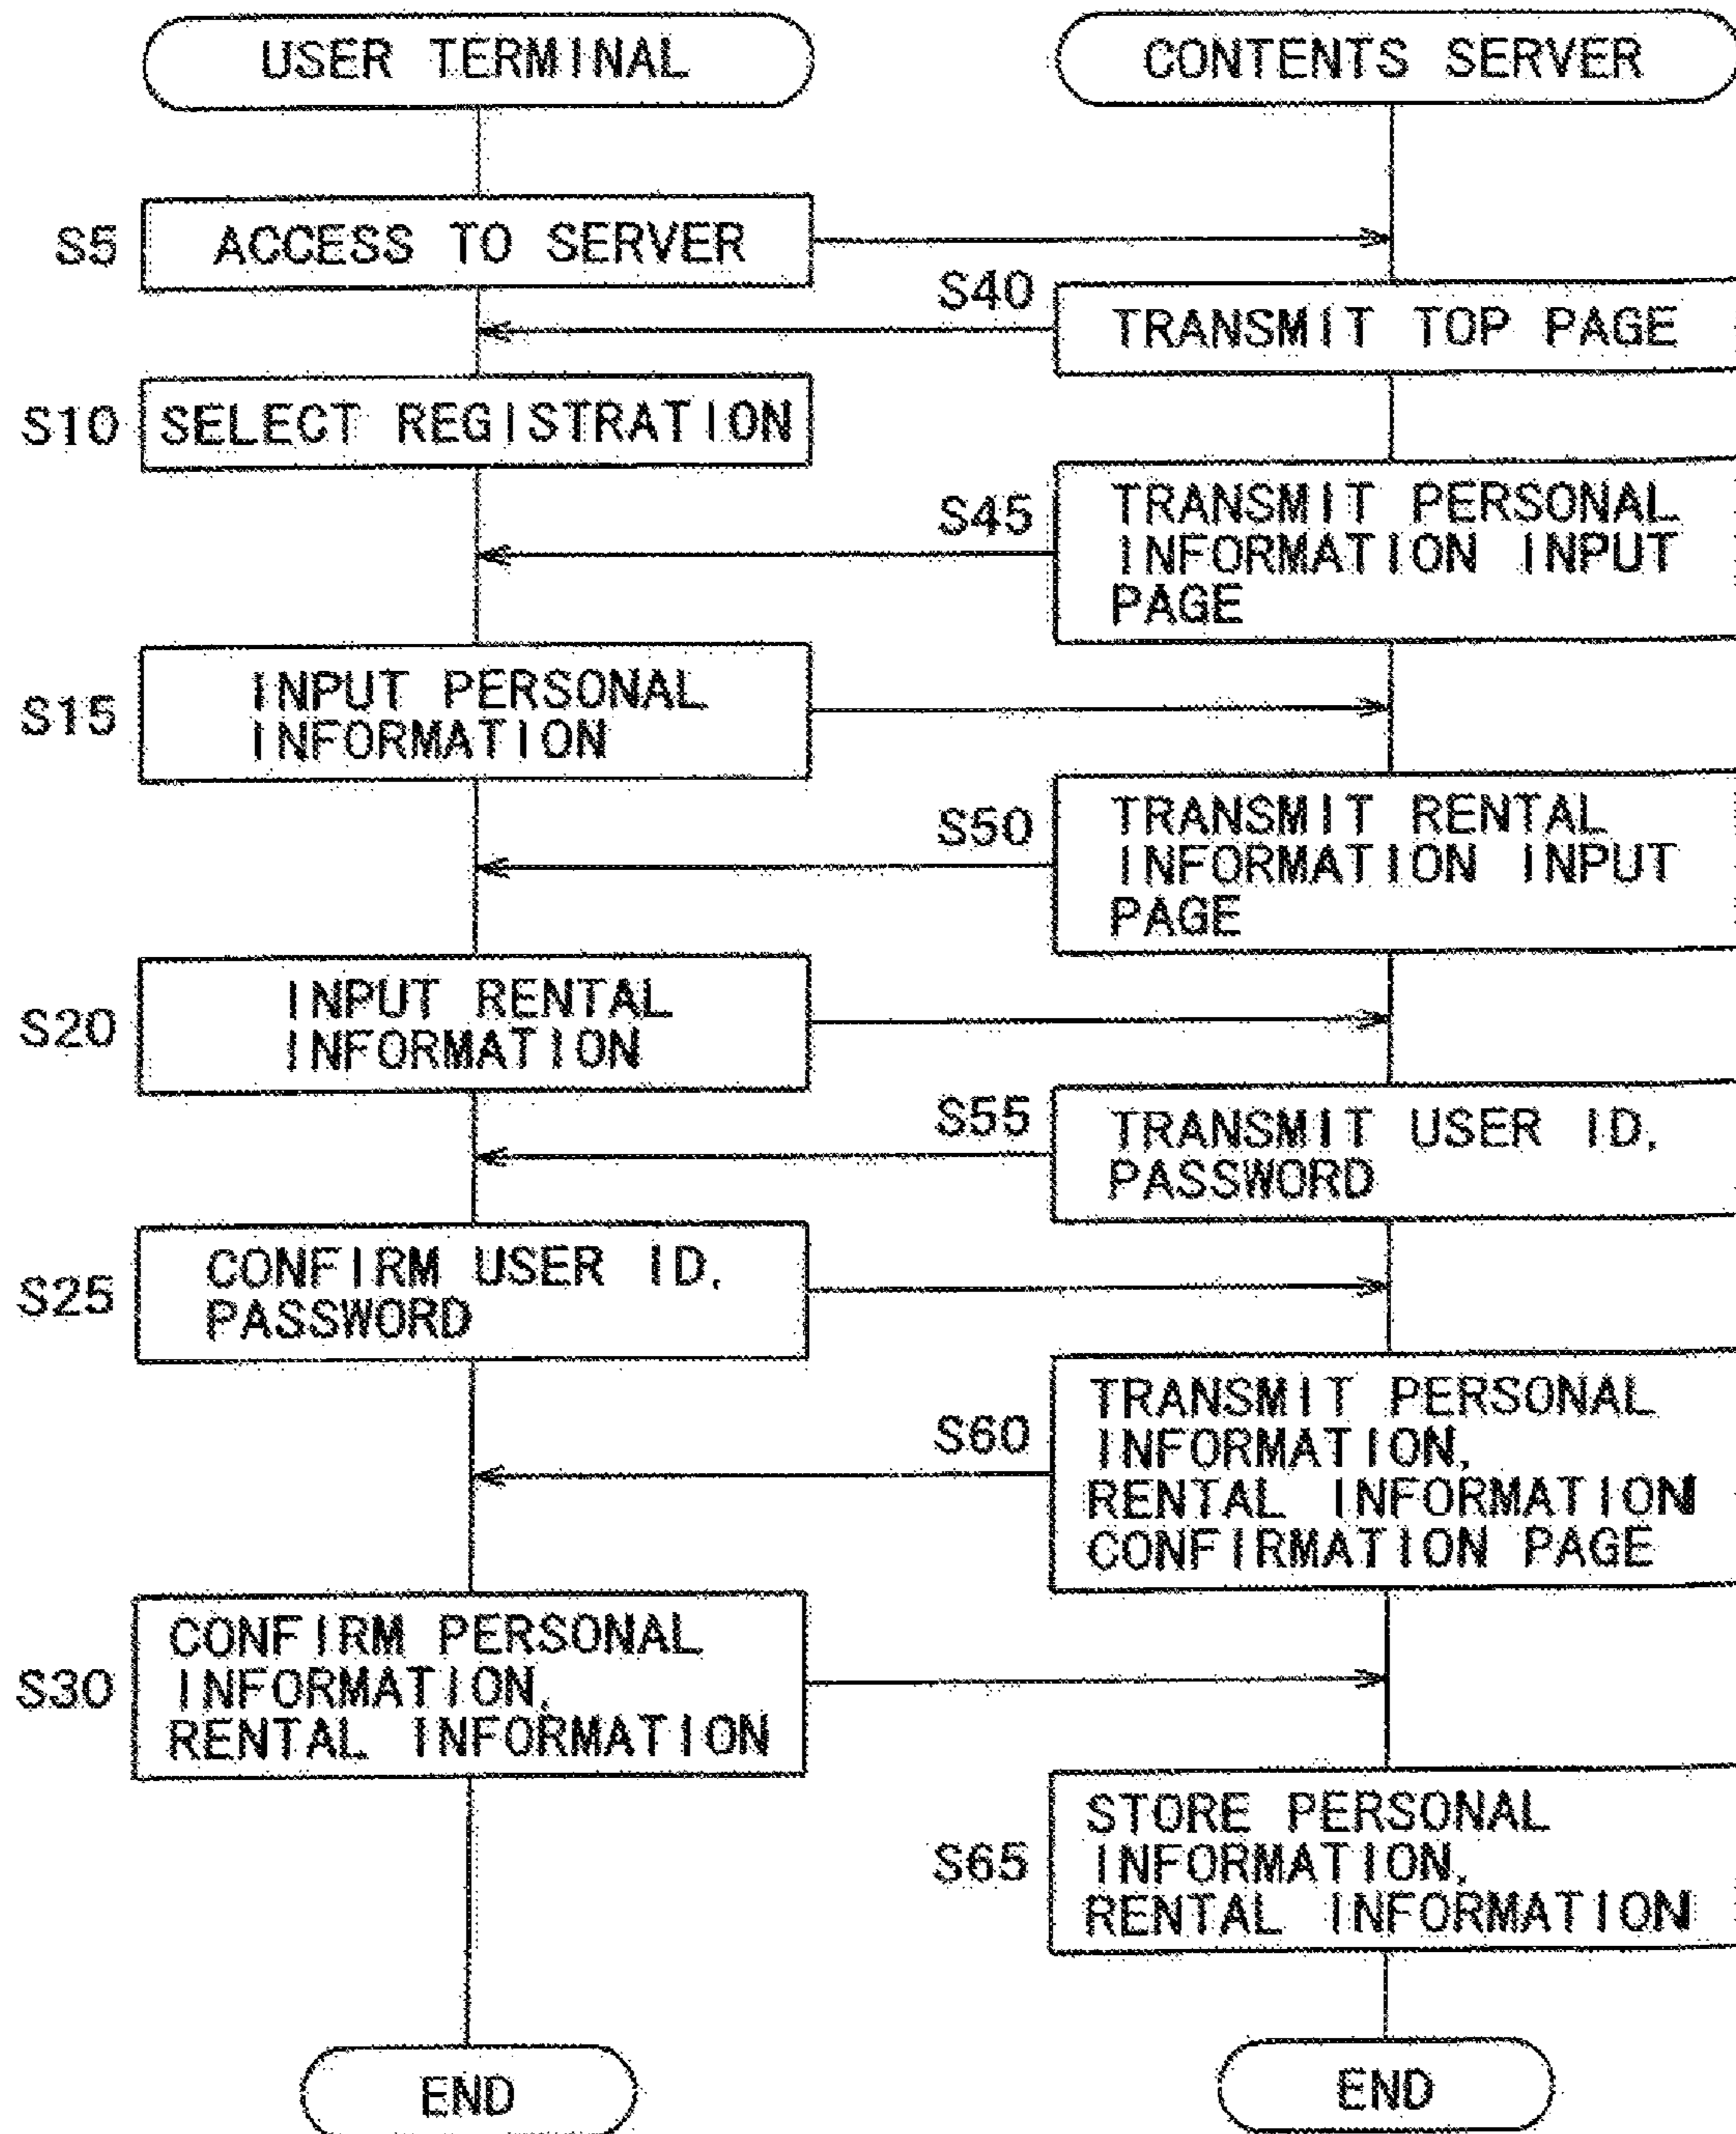 USER TERMINAL
CONTENTS SERVER
S5
ACCESS TO SERVER
S40
TRANSMIT TOP PAGE
S10
SELECT REGISTRATION
S45
TRANSMIT PERSONAL
INFORMATION INPUT
PAGE
S15
INPUT PERSONAL
INFORMATION
S50
TRANSMIT RENTAL
INFORMATION INPUT
PAGE
S20
INPUT RENTAL
INFORMATION
S55
TRANSMIT USER ID,
PASSWORD
S25
CONFIRM USER ID,
PASSWORD
S60
TRANSMIT PERSONAL
INFORMATION,
RENTAL INFORMATION
CONFIRMATION PAGE
S30
CONFIRM PERSONAL
INFORMATION,
RENTAL INFORMATION
S65
STORE PERSONAL
INFORMATION,
RENTAL INFORMATION
END
END